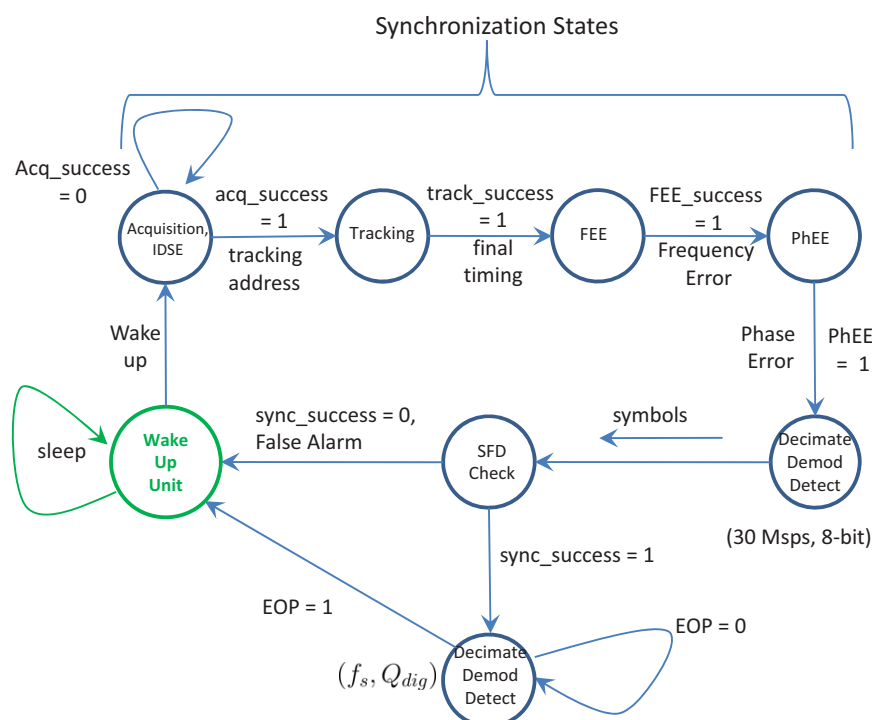 Synchronization States
Acq_success
= 0
acq_success
= 1
tracking
address
track_success
= 1
final
timing
FEE_success
= 1
Frequency
Error
Acquisition,
IDSE
Tracking
FEE
PhEE
Wake
up
Phase
Error
PhEE
= 1
sleep
Wake
Up
Unit
sync_success = 0,
False Alarm
SFD
Check
symbols
Decimate
Demod
Detect
(30 Msps, 8-bit)
sync_success = 1
EOP = 1
EOP = 0
(f_s, Q_{dig})
Decimate
Demod
Detect